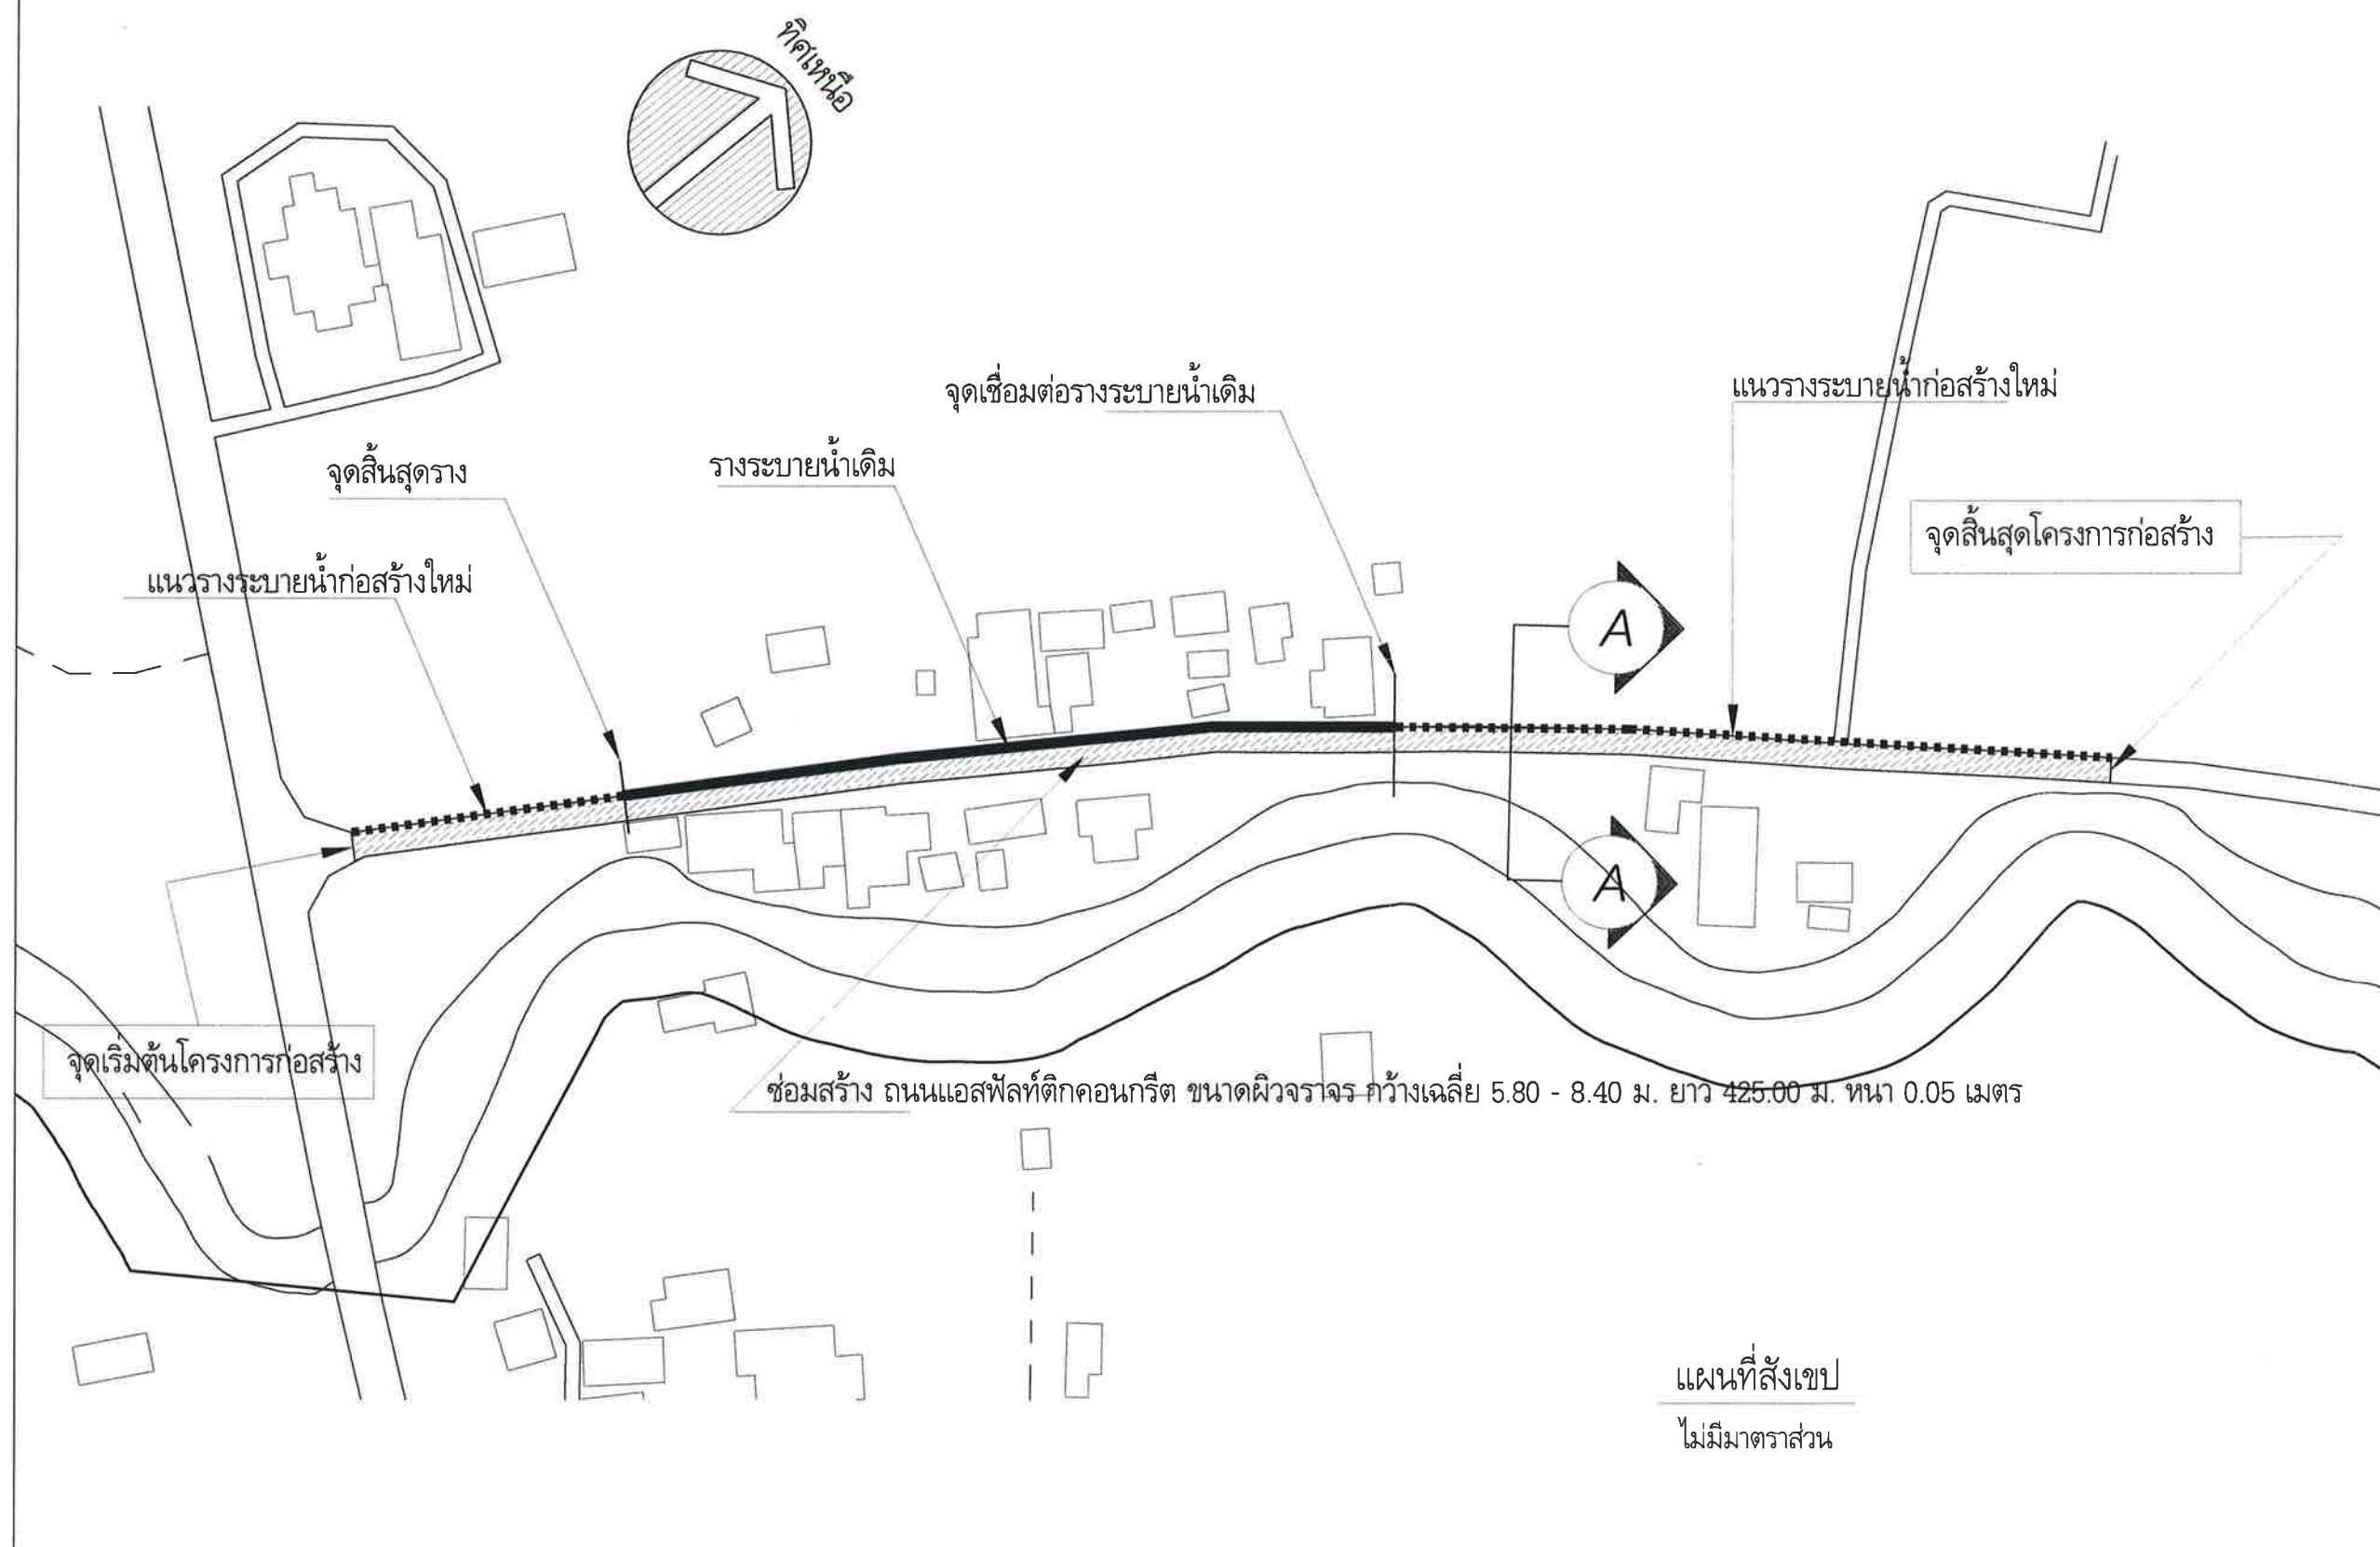 ทิศเหนือ
จุดเชื่อมต่อรางระบายน้ำเดิม
แนวรางระบายน้ำก่อสร้างใหม่
จุดสิ้นสุดราง
รางระบายน้ำเดิม
จุดสิ้นสุดโครงการก่อสร้าง
แนวรางระบายน้ำก่อสร้างใหม่
A
A
จุดเริ่มต้นโครงการก่อสร้าง
ซ่อมสร้าง ถนนแอสฟัลท์ติกคอนกรีต ขนาดผิวจราจร กว้างเฉลี่ย 5.80 - 8.40 ม. ยาว 425.00 ม. หนา 0.05 เมตร
แผนที่สังเขป
ไม่มีมาตราส่วน